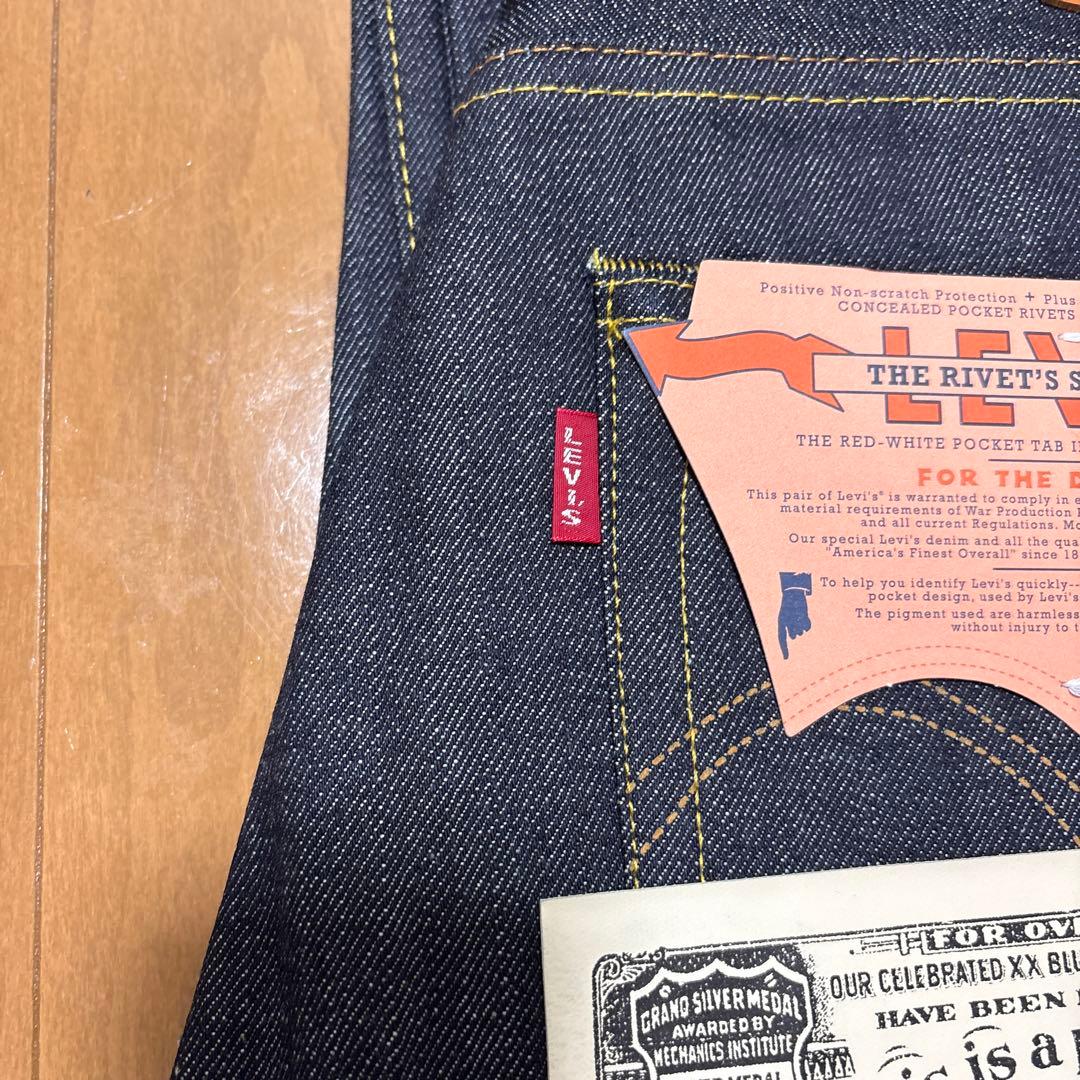 Positive Non-scratch Protection + Plus
CONCEALED POCKET RIVETS
LEV
THE RIVET'S S
THE RED-WHITE POCKET TAB I
FOR THE D
This pair of Levi's® is warranted to comply in e
material requirements of War Production
and all current Regulations. Mo
Our special Levi's denim and all the qua
"America's Finest Overall" since 18
To help you identify Levi's quickly--
pocket design, used by Levi's
The pigment used are harmless
without injury to t
LEVI'S
FOR OV
OUR CELEBRATED XX BLU
HAVE BEEN
is a
GRAND SILVER MEDAL
AWARDED BY
MECHANICS INSTITUTE
MEDAL